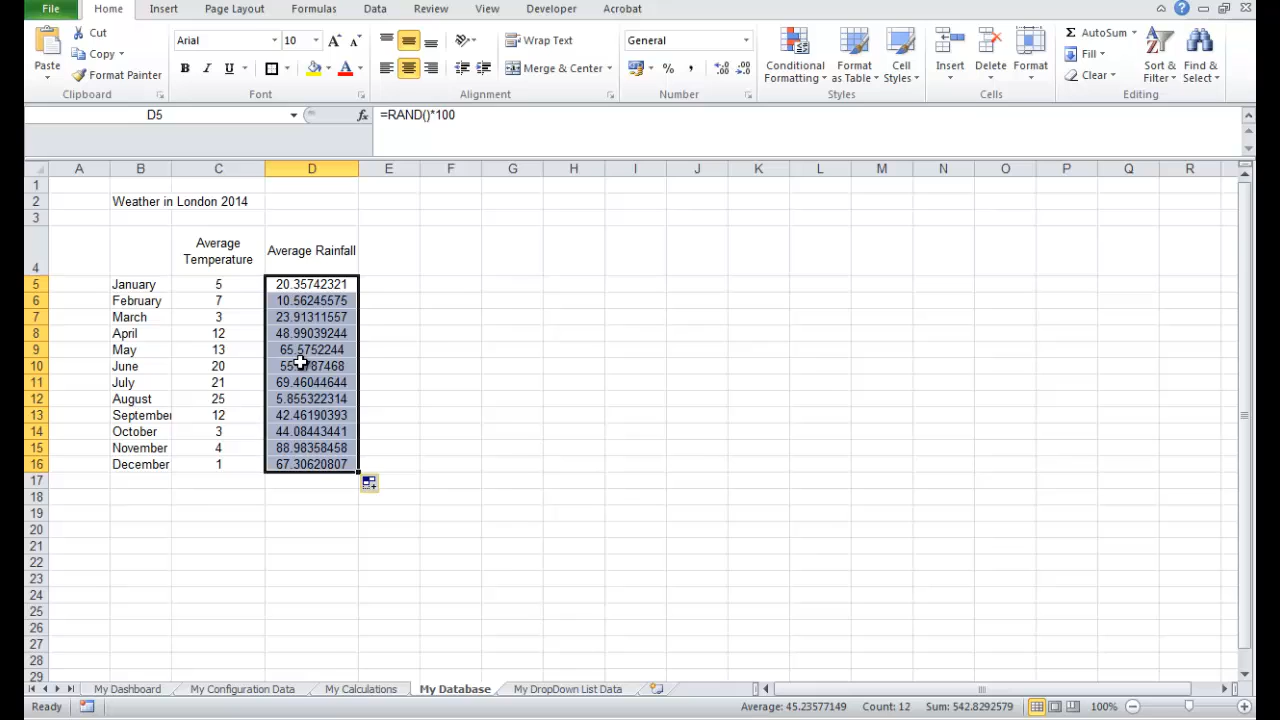 File Home Insert Page Layout Formulas Data Review View Developer Acrobat
Paste Cut Copy Format Painter Clipboard
Arial 10 A A B I U A Font
Wrap Text Merge & Center Alignment
General % , .0 .00 .00 .0 Number
Conditional Formatting Format as Table Cell Styles Styles
Insert Delete Format Cells
Σ AutoSum Fill Clear Sort & Filter Find & Select Editing
D5 fx =RAND()*100
A B C D E F G H I J K L M N O P Q R
1
2 Weather in London 2014
3
4 Average Temperature Average Rainfall
5 January 5 20.35742321
6 February 7 10.56245575
7 March 3 23.91311557
8 April 12 48.99039244
9 May 13 65.5752244
10 June 20 787468
11 July 21 69.46044644
12 August 25 5.855322314
13 September 12 42.46190393
14 October 3 44.08443441
15 November 4 88.98358458
16 December 1 67.30620807
17
18
19
20
21
22
23
24
25
26
27
28
29
My Dashboard My Configuration Data My Calculations My Database My DropDown List Data
Ready Average: 45.23577149 Count: 12 Sum: 542.8292579 100%